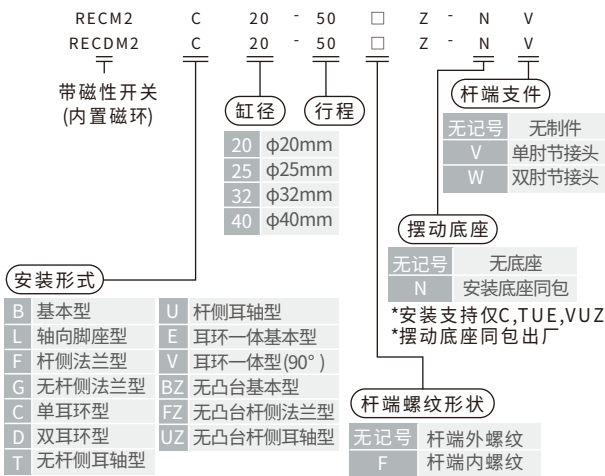 RECM2 C 20 - 50 □ Z - N V
RECDM2 C 20 - 50 □ Z - N V
带磁性开关
(内置磁环)
缸径
20 φ20mm
25 φ25mm
32 φ32mm
40 φ40mm
行程
杆端支件
无记号 无制件
V 单肘节接头
W 双肘节接头
摆动底座
无记号 无底座
N 安装底座同包
*安装支持仅C,TUE,VUZ
*摆动底座同包出厂
安装形式
B 基本型
L 轴向脚座型
F 杆侧法兰型
G 无杆侧法兰型
C 单耳环型
D 双耳环型
T 无杆侧耳轴型
U 杆侧耳轴型
E 耳环一体基本型
V 耳环一体型(90°)
BZ 无凸台基本型
FZ 无凸台杆侧法兰型
UZ 无凸台杆侧耳轴型
杆端螺纹形状
无记号 杆端外螺纹
F 杆端内螺纹